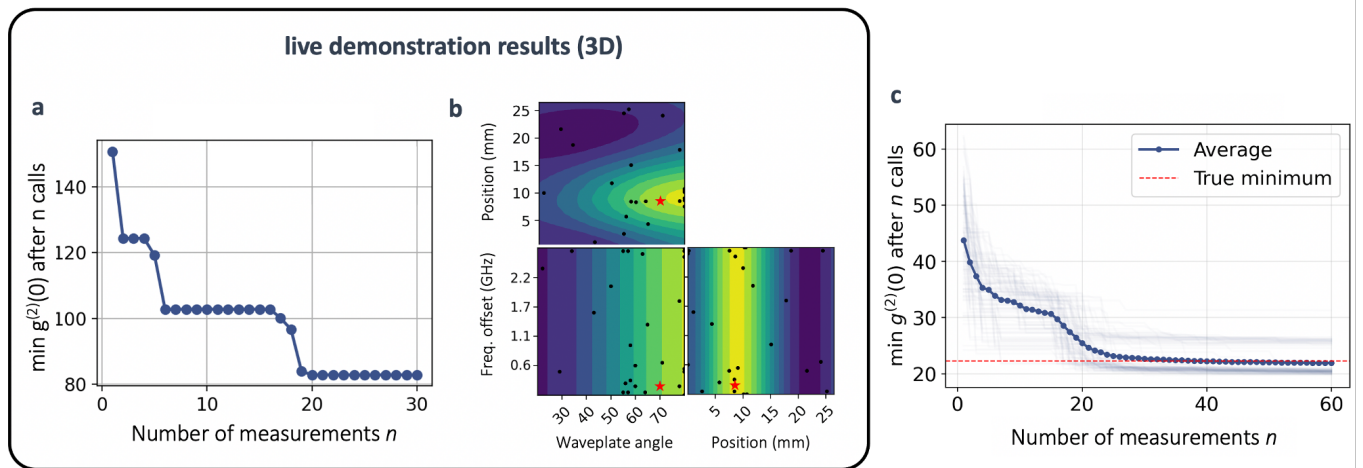 live demonstration results (3D)
a
min g(2)(0) after n calls
140
120
100
80
0
10
20
30
Number of measurements n
b
Position (mm)
25
20
15
10
5
Freq. offset (GHz)
2.2
1.7
1.1
0.6
30
40
50
60
70
Waveplate angle
5
10
15
20
25
Position (mm)
c
min g(2)(0) after n calls
60
50
40
30
20
Average
True minimum
0
20
40
60
Number of measurements n